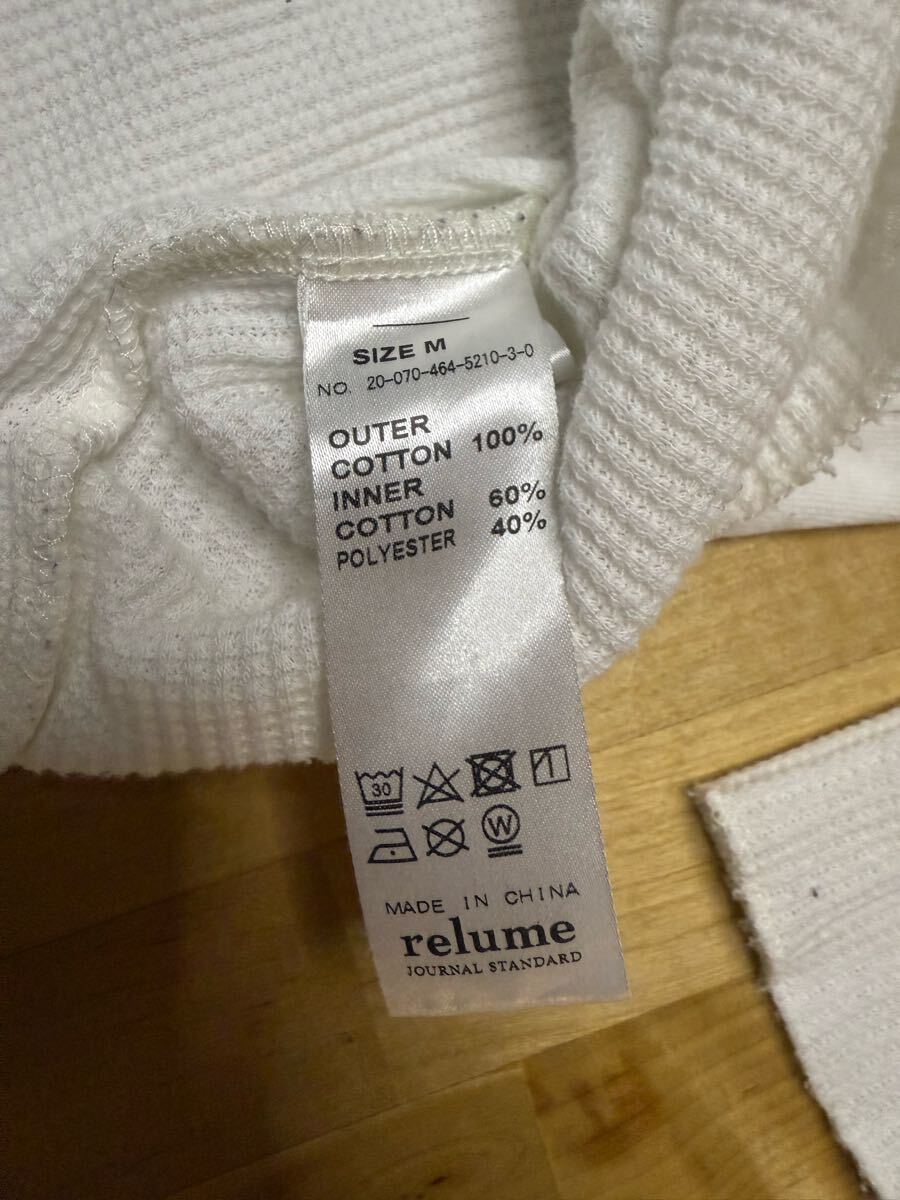 SIZE M
NO. 20-070-464-5210-3-0
OUTER
COTTON 100%
INNER
COTTON 60%
POLYESTER 40%
30
W
MADE IN CHINA
relume
JOURNAL STANDARD